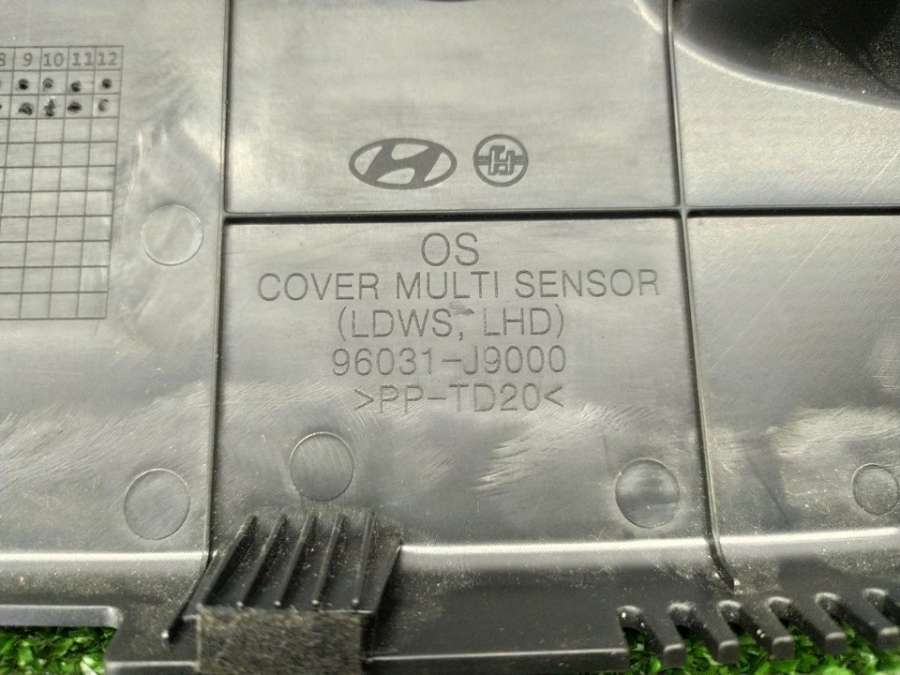 8 9 10 11 12
OS
COVER MULTI SENSOR
(LDWS, LHD)
96031-J9000
>PP-TD20<